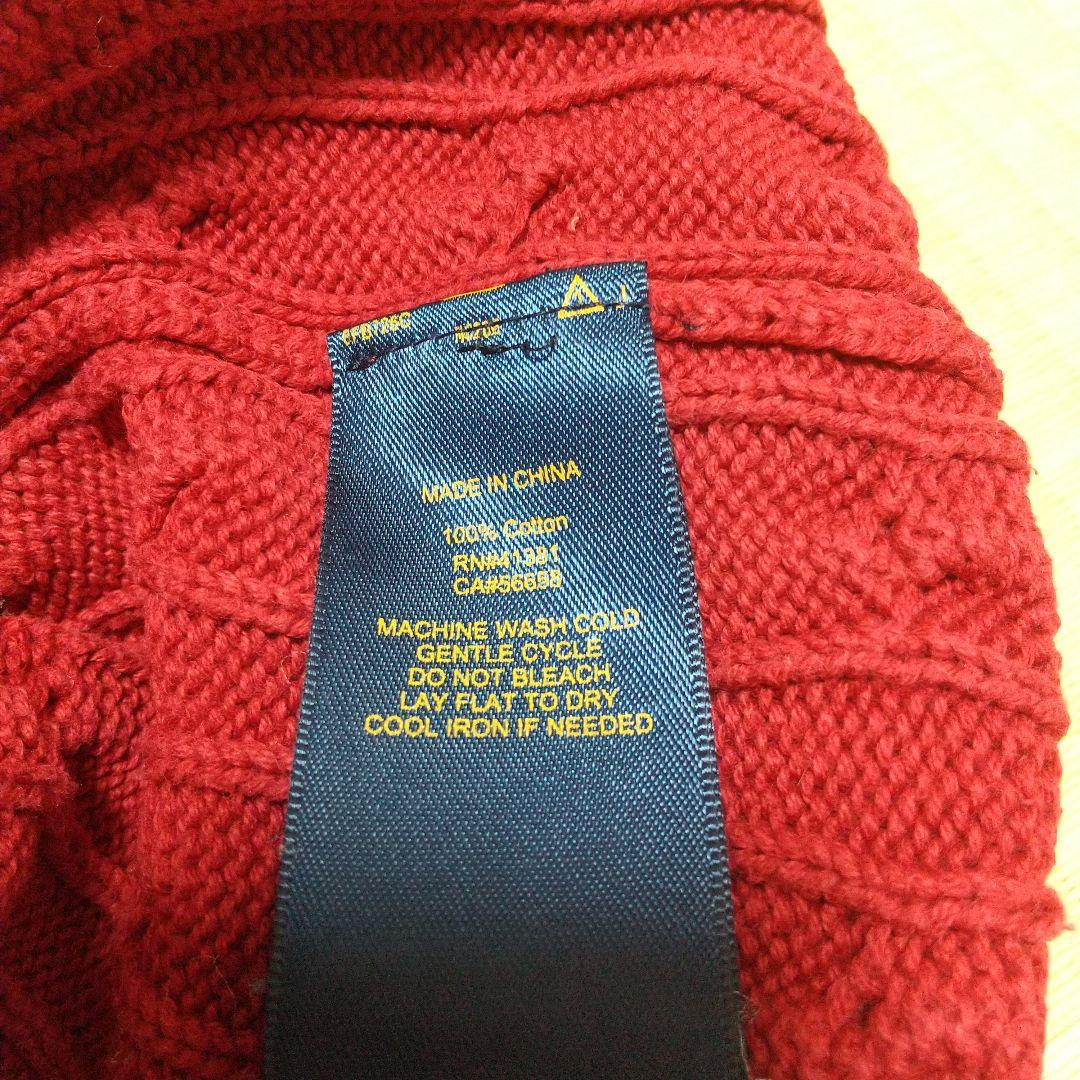 MADE IN CHINA
100% Cotton
RN#41381
CA#56658
MACHINE WASH COLD
GENTLE CYCLE
DO NOT BLEACH
LAY FLAT TO DRY
COOL IRON IF NEEDED